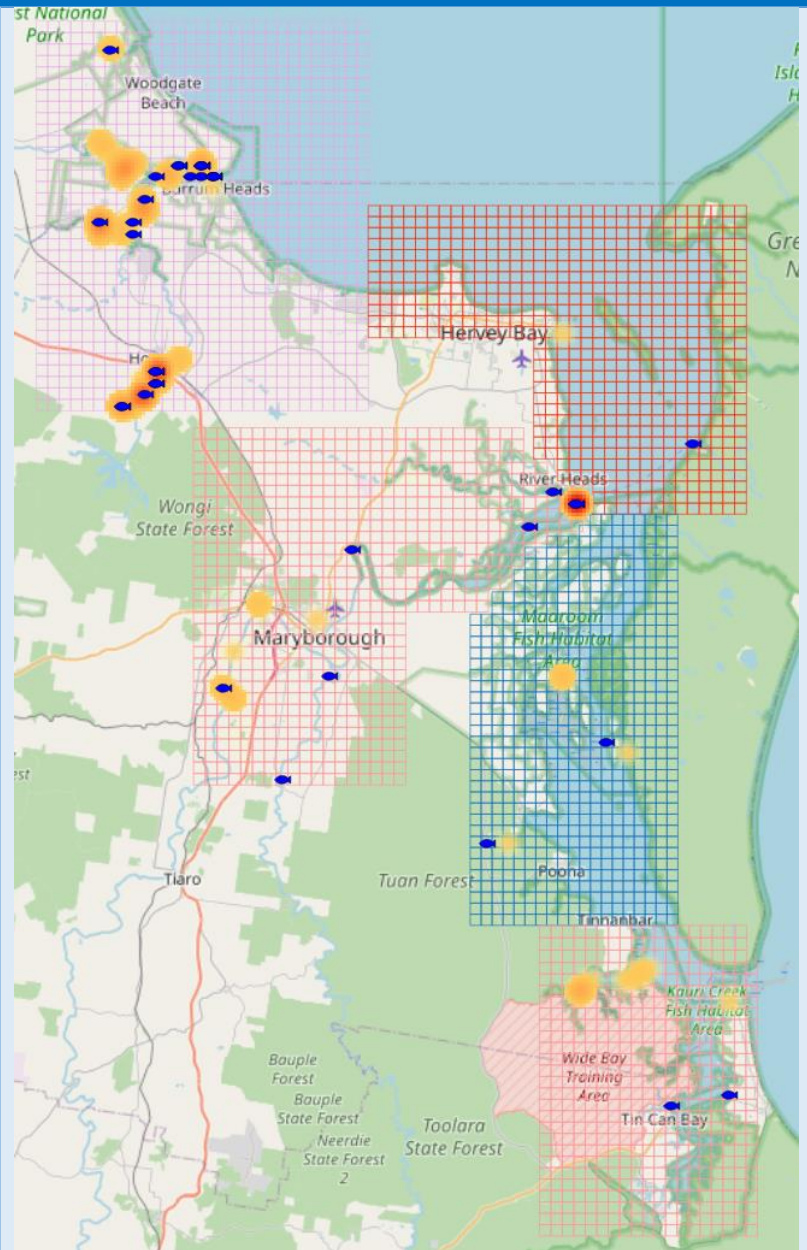 st National
Park
Woodgate
Beach
Burrum Heads
Gre
N
Hervey Bay
Ho
River Heads
Wongi
State Forest
Maaroom
Fish Habitat
Area
Maryborough
est
Tiaro
Tuan Forest
Poona
Tinnanbar
Kauri Creek
Fish Habitat
Area
Wide Bay
Training
Area
Bauple
Forest
Bauple
State Forest
Neerdie
State Forest
2
Toolara
State Forest
Tin Can Bay